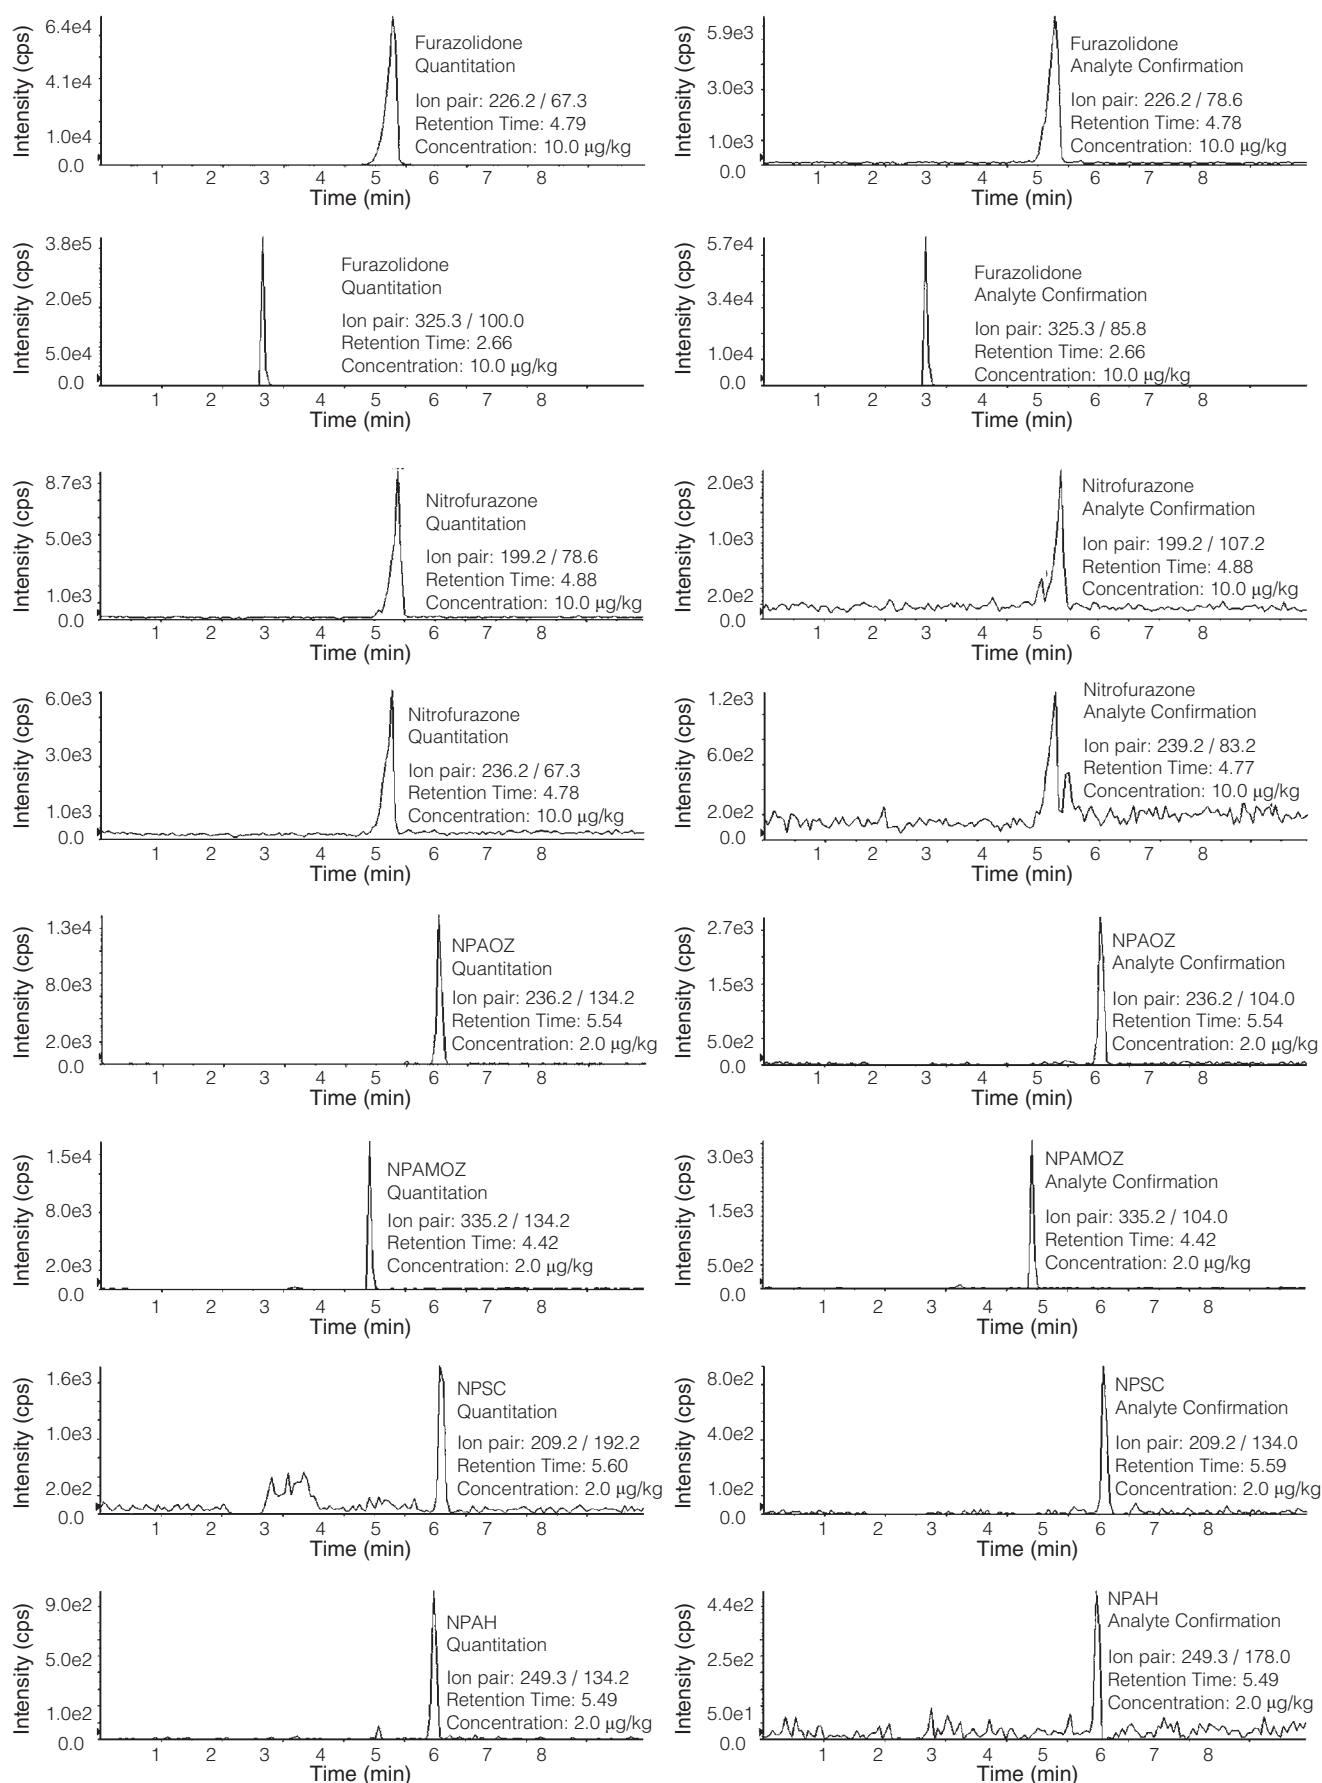 Intensity (cps)
6.4e4
4.1e4
1.0e4
0.0
Furazolidone
Quantitation
Ion pair: 226.2 / 67.3
Retention Time: 4.79
Concentration: 10.0 µg/kg
1 2 3 4 5 6 7 8
Time (min)
Intensity (cps)
5.9e3
3.0e3
1.0e3
0.0
Furazolidone
Analyte Confirmation
Ion pair: 226.2 / 78.6
Retention Time: 4.78
Concentration: 10.0 µg/kg
1 2 3 4 5 6 7 8
Time (min)
Intensity (cps)
3.8e5
2.0e5
5.0e4
0.0
Furazolidone
Quantitation
Ion pair: 325.3 / 100.0
Retention Time: 2.66
Concentration: 10.0 µg/kg
1 2 3 4 5 6 7 8
Time (min)
Intensity (cps)
5.7e4
3.4e4
1.0e4
0.0
Furazolidone
Analyte Confirmation
Ion pair: 325.3 / 85.8
Retention Time: 2.66
Concentration: 10.0 µg/kg
1 2 3 4 5 6 7 8
Time (min)
Intensity (cps)
8.7e3
5.0e3
1.0e3
0.0
Nitrofurazone
Quantitation
Ion pair: 199.2 / 78.6
Retention Time: 4.88
Concentration: 10.0 µg/kg
1 2 3 4 5 6 7 8
Time (min)
Intensity (cps)
2.0e3
1.0e3
2.0e2
0.0
Nitrofurazone
Analyte Confirmation
Ion pair: 199.2 / 107.2
Retention Time: 4.88
Concentration: 10.0 µg/kg
1 2 3 4 5 6 7 8
Time (min)
Intensity (cps)
6.0e3
3.0e3
1.0e3
0.0
Nitrofurazone
Quantitation
Ion pair: 236.2 / 67.3
Retention Time: 4.78
Concentration: 10.0 µg/kg
1 2 3 4 5 6 7 8
Time (min)
Intensity (cps)
1.2e3
6.0e2
2.0e2
0.0
Nitrofurazone
Analyte Confirmation
Ion pair: 239.2 / 83.2
Retention Time: 4.77
Concentration: 10.0 µg/kg
1 2 3 4 5 6 7 8
Time (min)
Intensity (cps)
1.3e4
8.0e3
2.0e3
0.0
NPAOZ
Quantitation
Ion pair: 236.2 / 134.2
Retention Time: 5.54
Concentration: 2.0 µg/kg
1 2 3 4 5 6 7 8
Time (min)
Intensity (cps)
2.7e3
1.5e3
5.0e2
0.0
NPAOZ
Analyte Confirmation
Ion pair: 236.2 / 104.0
Retention Time: 5.54
Concentration: 2.0 µg/kg
1 2 3 4 5 6 7 8
Time (min)
Intensity (cps)
1.5e4
8.0e3
2.0e3
0.0
NPAMOZ
Quantitation
Ion pair: 335.2 / 134.2
Retention Time: 4.42
Concentration: 2.0 µg/kg
1 2 3 4 5 6 7 8
Time (min)
Intensity (cps)
3.0e3
1.5e3
5.0e2
0.0
NPAMOZ
Analyte Confirmation
Ion pair: 335.2 / 104.0
Retention Time: 4.42
Concentration: 2.0 µg/kg
1 2 3 4 5 6 7 8
Time (min)
Intensity (cps)
1.6e3
1.0e3
2.0e2
0.0
NPSC
Quantitation
Ion pair: 209.2 / 192.2
Retention Time: 5.60
Concentration: 2.0 µg/kg
1 2 3 4 5 6 7 8
Time (min)
Intensity (cps)
8.0e2
4.0e2
1.0e2
0.0
NPSC
Analyte Confirmation
Ion pair: 209.2 / 134.0
Retention Time: 5.59
Concentration: 2.0 µg/kg
1 2 3 4 5 6 7 8
Time (min)
Intensity (cps)
9.0e2
5.0e2
1.0e2
0.0
NPAH
Quantitation
Ion pair: 249.3 / 134.2
Retention Time: 5.49
Concentration: 2.0 µg/kg
1 2 3 4 5 6 7 8
Time (min)
Intensity (cps)
4.4e2
2.5e2
5.0e1
0.0
NPAH
Analyte Confirmation
Ion pair: 249.3 / 178.0
Retention Time: 5.49
Concentration: 2.0 µg/kg
1 2 3 4 5 6 7 8
Time (min)